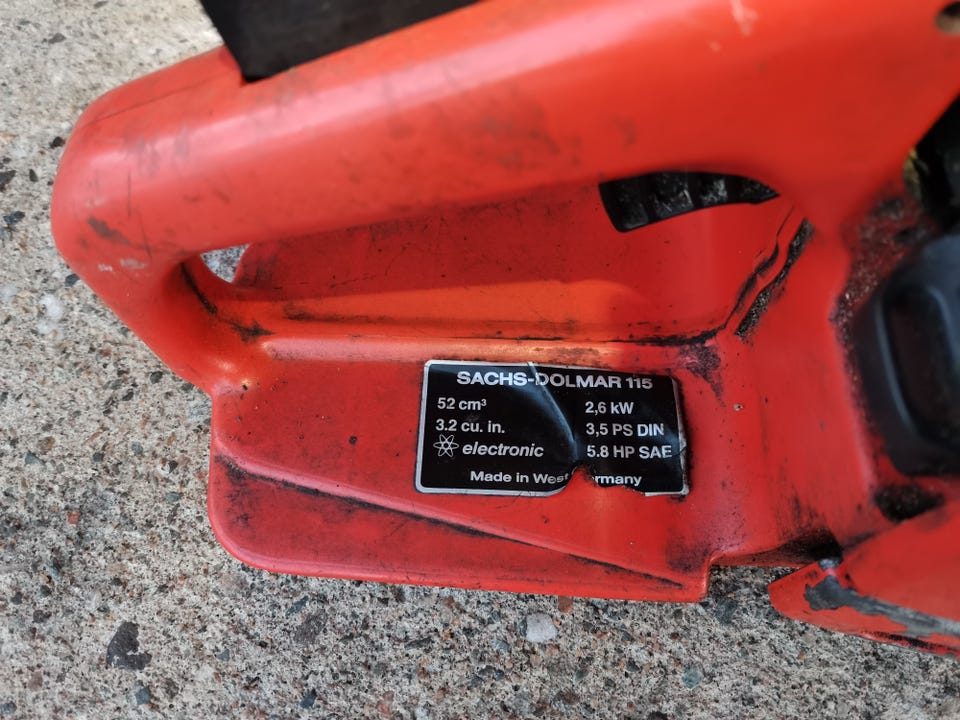 SACHS-DOLMAR 115
52 cm³ 2,6 kW
3.2 cu. in. 3,5 PS DIN
electronic 5.8 HP SAE
Made in West